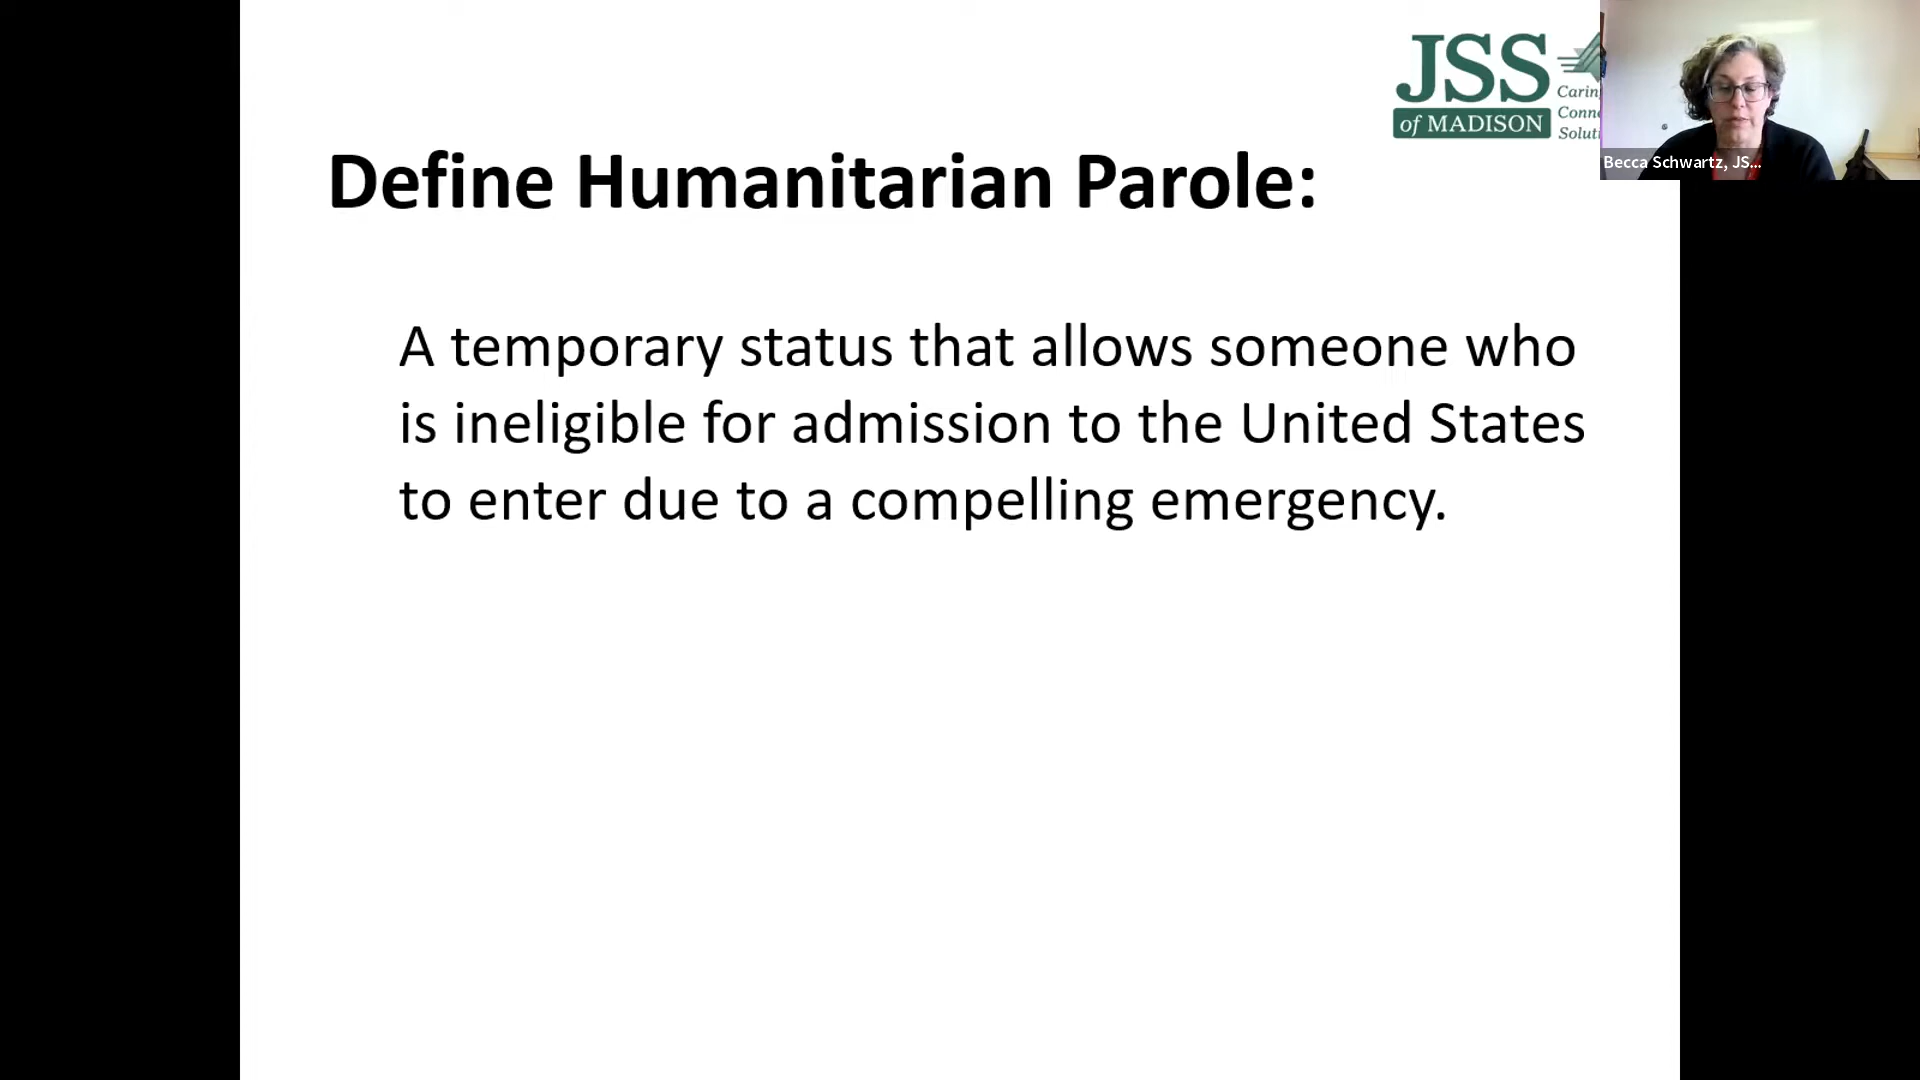 JSS
of MADISON
Define Humanitarian Parole:
A temporary status that allows someone who
is ineligible for admission to the United States
to enter due to a compelling emergency.
Becca Schwartz, JS...